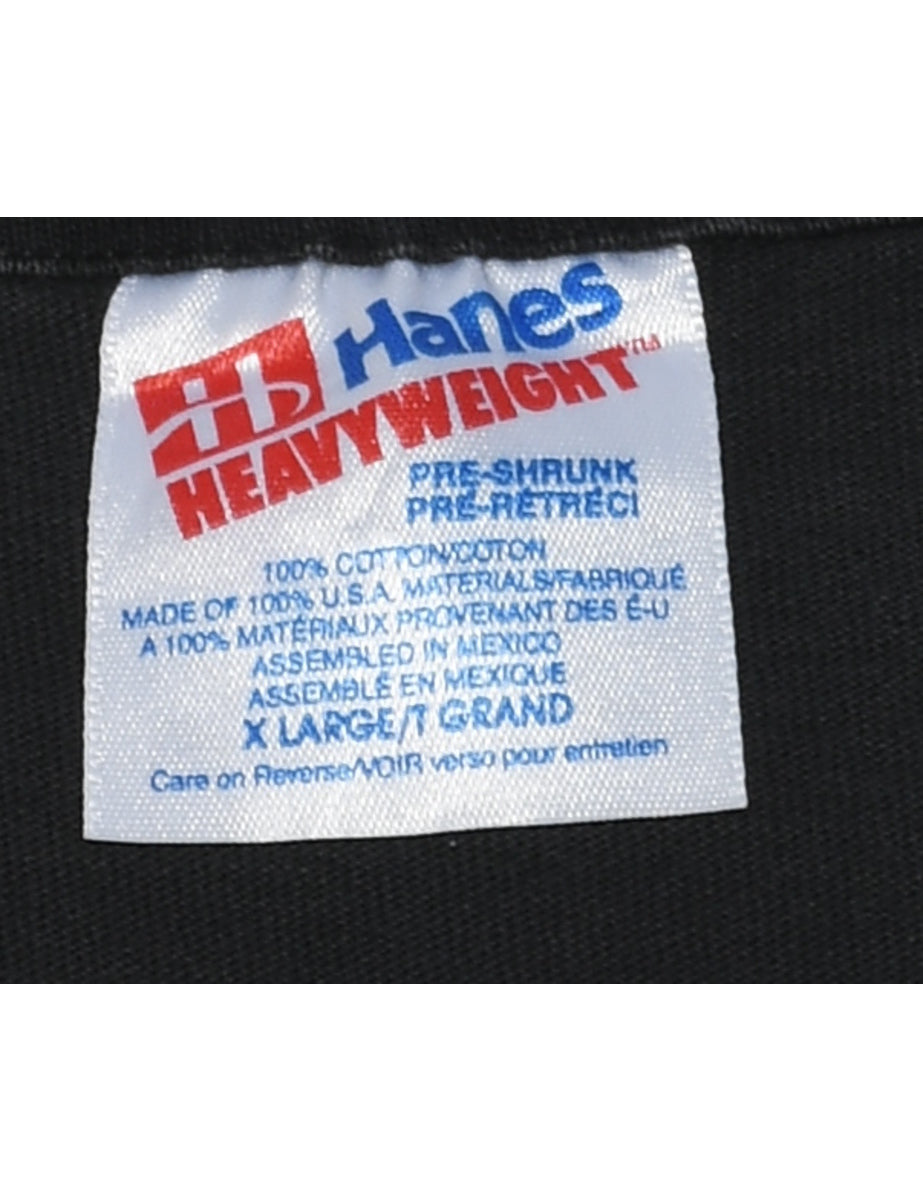 Hanes
H HEAVYWEIGHT™
PRE-SHRUNK
PRÉ-RÉTRÉCI
100% COTTON/COTON
MADE OF 100% U.S.A. MATERIALS/FABRIQUÉ
A 100% MATÉRIAUX PROVENANT DES É-U
ASSEMBLED IN MEXICO
ASSEMBLÉ EN MEXIQUE
X LARGE/T GRAND
Care on Reverse/VOIR verso pour entretien